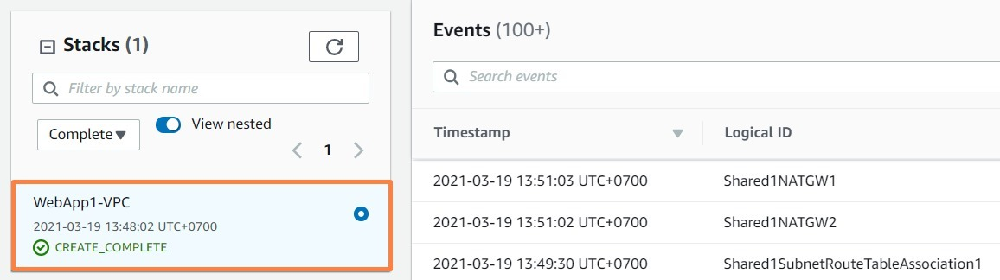 Stacks (1)
Filter by stack name
Complete
View nested
1
WebApp1-VPC
2021-03-19 13:48:02 UTC+0700
CREATE_COMPLETE
Events (100+)
Search events
Timestamp
Logical ID
2021-03-19 13:51:03 UTC+0700 Shared1NATGW1
2021-03-19 13:51:02 UTC+0700 Shared1NATGW2
2021-03-19 13:49:30 UTC+0700 Shared1SubnetRouteTableAssociation1